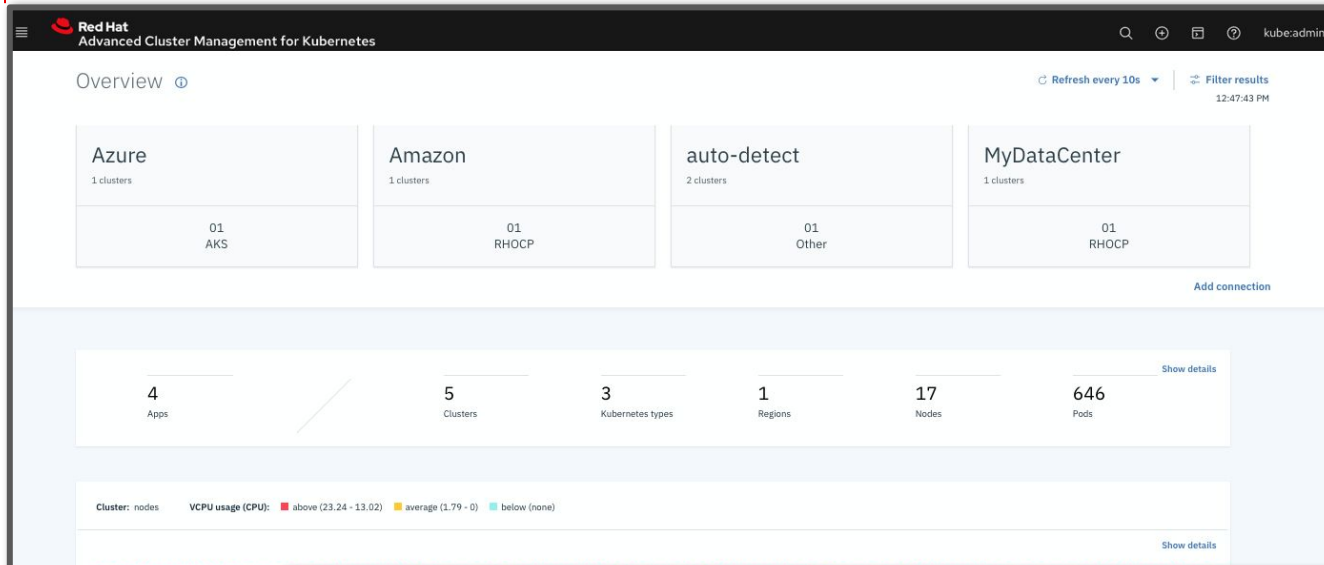 Red Hat
Advanced Cluster Management for Kubernetes
kube:admin
Overview
Refresh every 10s
Filter results
12:47:43 PM
Azure
1 clusters
01
AKS
Amazon
1 clusters
01
RHOCP
auto-detect
2 clusters
01
Other
MyDataCenter
1 clusters
01
RHOCP
Add connection
Show details
4
Apps
5
Clusters
3
Kubernetes types
1
Regions
17
Nodes
646
Pods
Cluster: nodes VCPU usage (CPU): above (23.24 - 13.02) average (1.79 - 0) below (none)
Show details